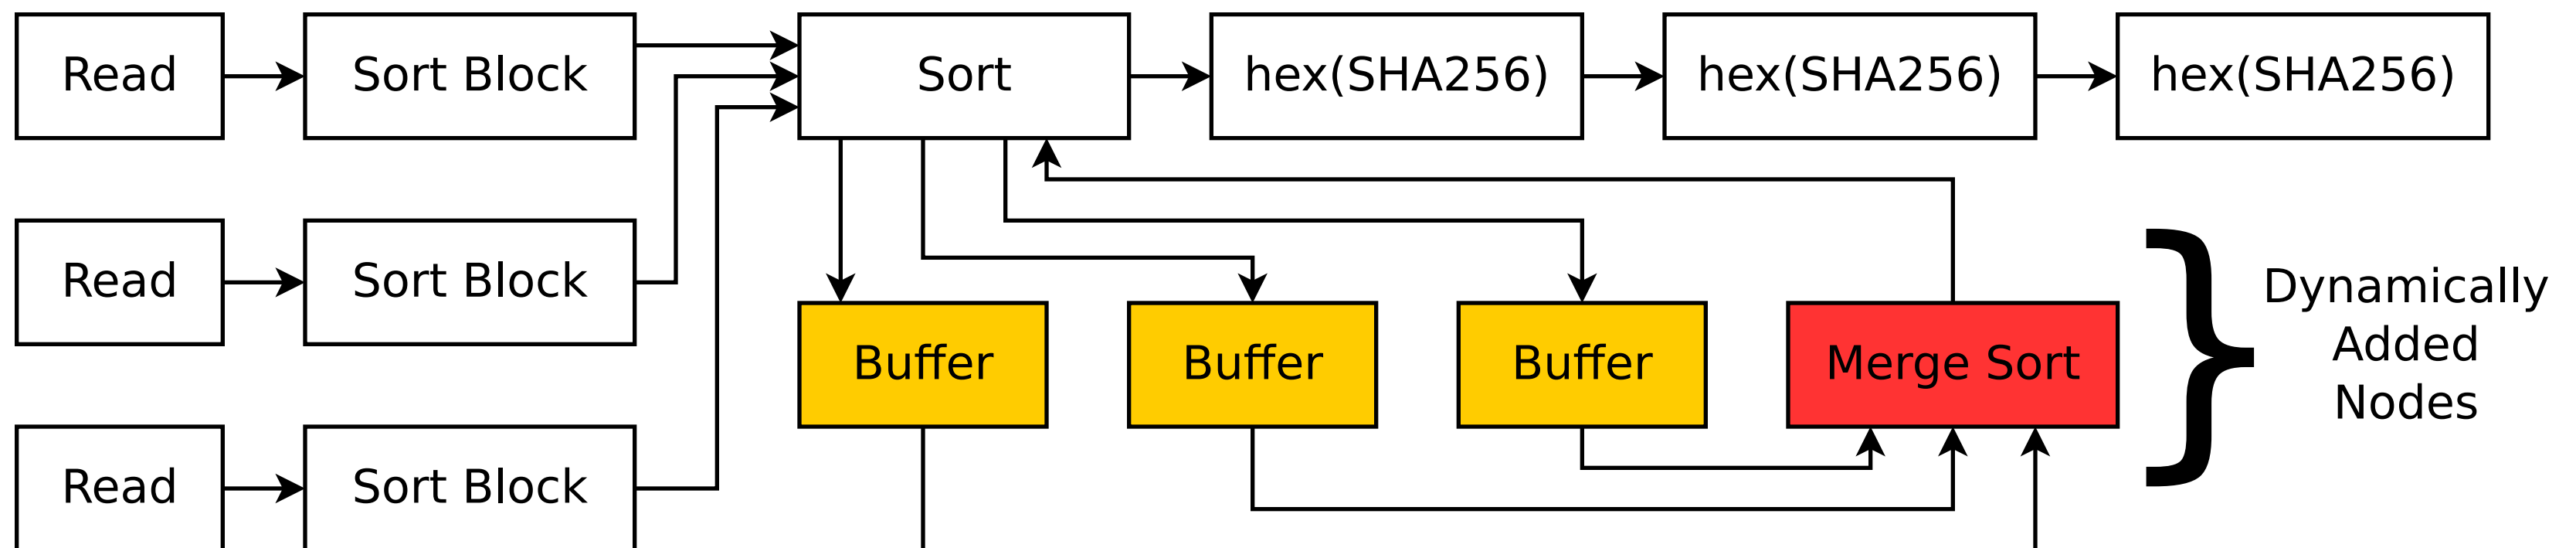 Read
Sort Block
Sort
hex(SHA256)
hex(SHA256)
hex(SHA256)
Read
Sort Block
Buffer
Buffer
Buffer
Merge Sort
}
Dynamically
Added
Nodes
Read
Sort Block